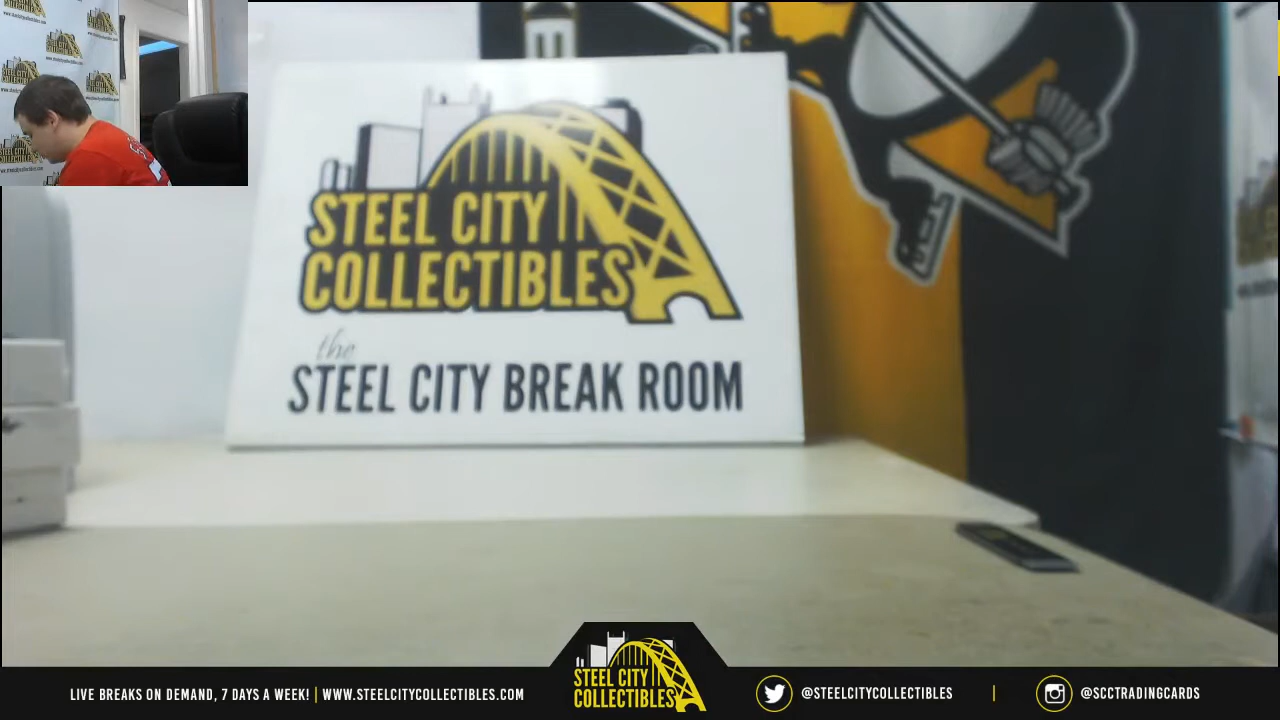 STEEL CITY
COLLECTIBLES
the
STEEL CITY BREAK ROOM
LIVE BREAKS ON DEMAND, 7 DAYS A WEEK! | WWW.STEELCITYCOLLECTIBLES.COM
STEEL CITY
COLLECTIBLES
@STEELCITYCOLLECTIBLES | @SCCTRADINGCARDS